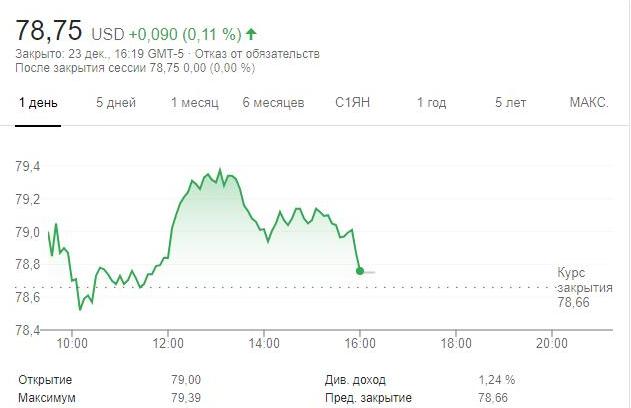 78,75 USD +0,090 (0,11 %)
Закрыто: 23 дек., 16:19 GMT-5 · Отказ от обязательств
После закрытия сессии 78,75 0,00 (0,00 %)
1 день 5 дней 1 месяц 6 месяцев С1ЯН 1 год 5 лет МАКС.
79,4
79,2
79,0
78,8
78,6
78,4
Курс
закрытия
78,66
10:00 12:00 14:00 16:00 18:00 20:00
Открытие 79,00 Див. доход 1,24 %
Максимум 79,39 Пред. закрытие 78,66